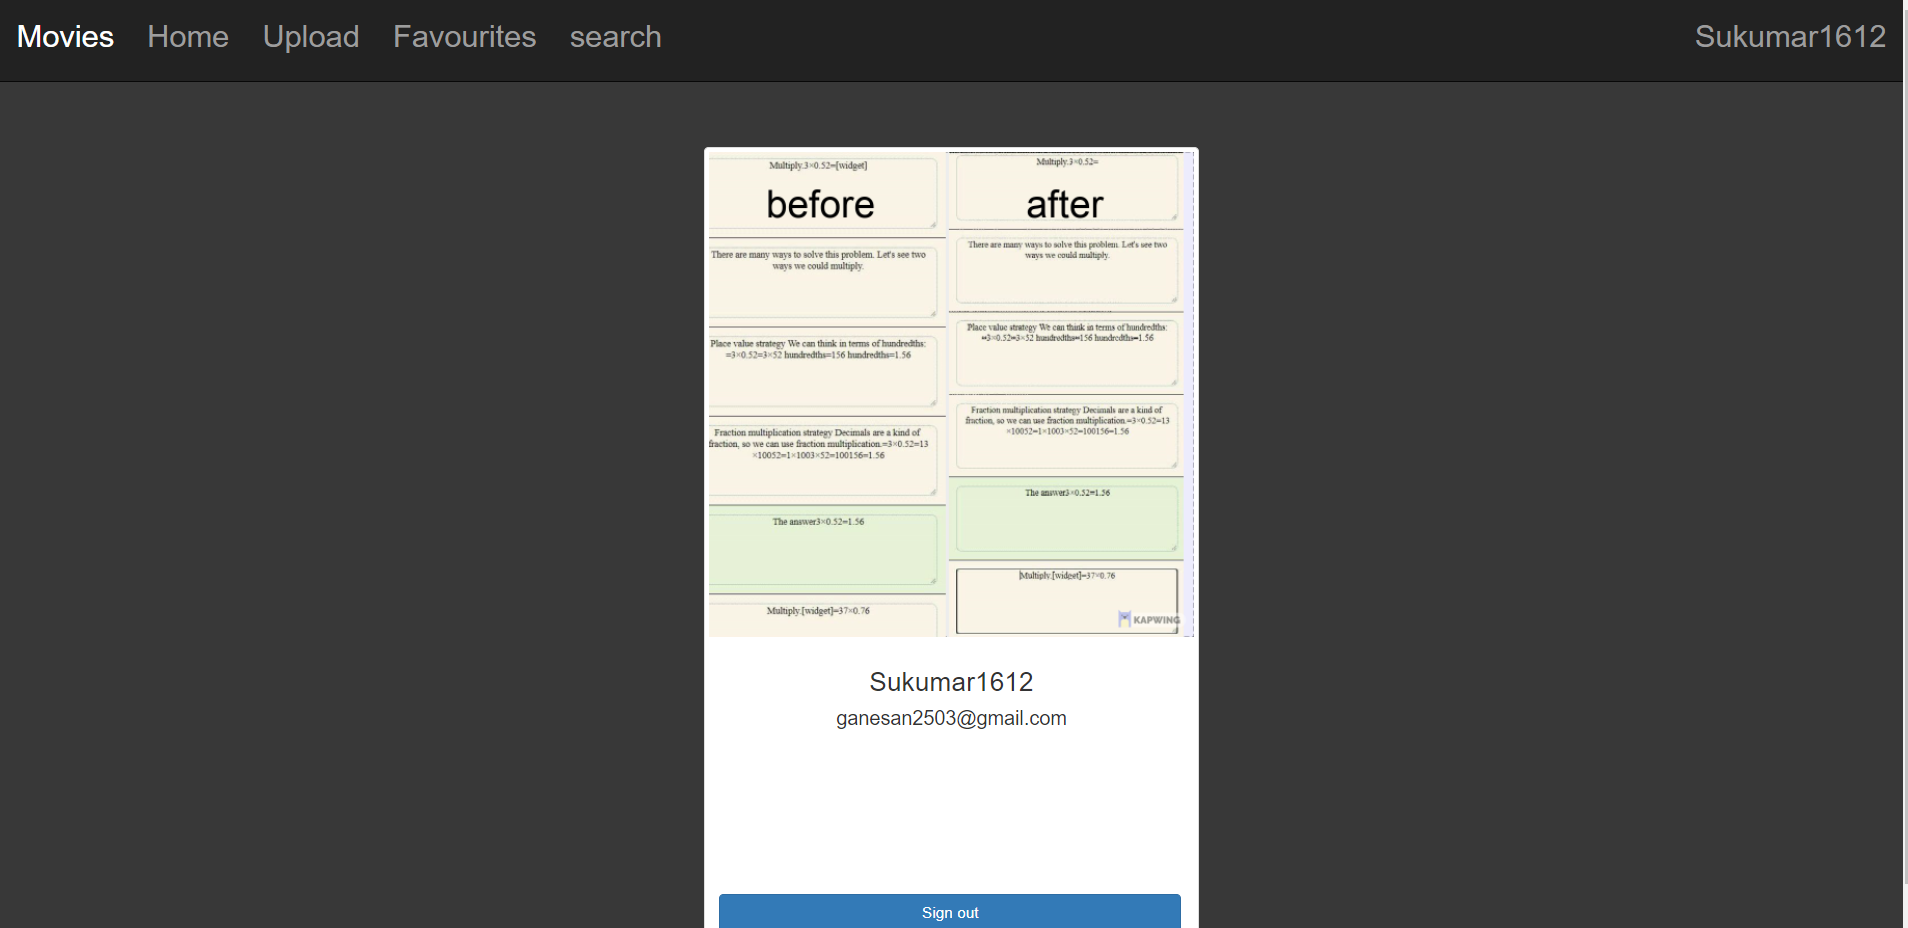 Movies Home Upload Favourites search Sukumar1612
Multiply.3×0.52=[widget]
before
There are many ways to solve this problem. Let's see two
ways we could multiply.
Place value strategy We can think in terms of hundredths:
=3×0.52=3×52 hundredths=156 hundredths=1.56
Fraction multiplication strategy Decimals are a kind of
fraction, so we can use fraction multiplication.=3×0.52=13
×10052=1×1003×52=100156=1.56
The answer3×0.52=1.56
Multiply.[widget]=37×0.76
Multiply.3×0.52=
after
There are many ways to solve this problem. Let's see two
ways we could multiply.
Place value strategy We can think in terms of hundredths:
=3×0.52=3×52 hundredths=156 hundredths=1.56
Fraction multiplication strategy Decimals are a kind of
fraction, so we can use fraction multiplication.=3×0.52=13
×10052=1×1003×52=100156=1.56
The answer3×0.52=1.56
Multiply.[widget]=37×0.76
KAPWING
Sukumar1612
ganesan2503@gmail.com
Sign out